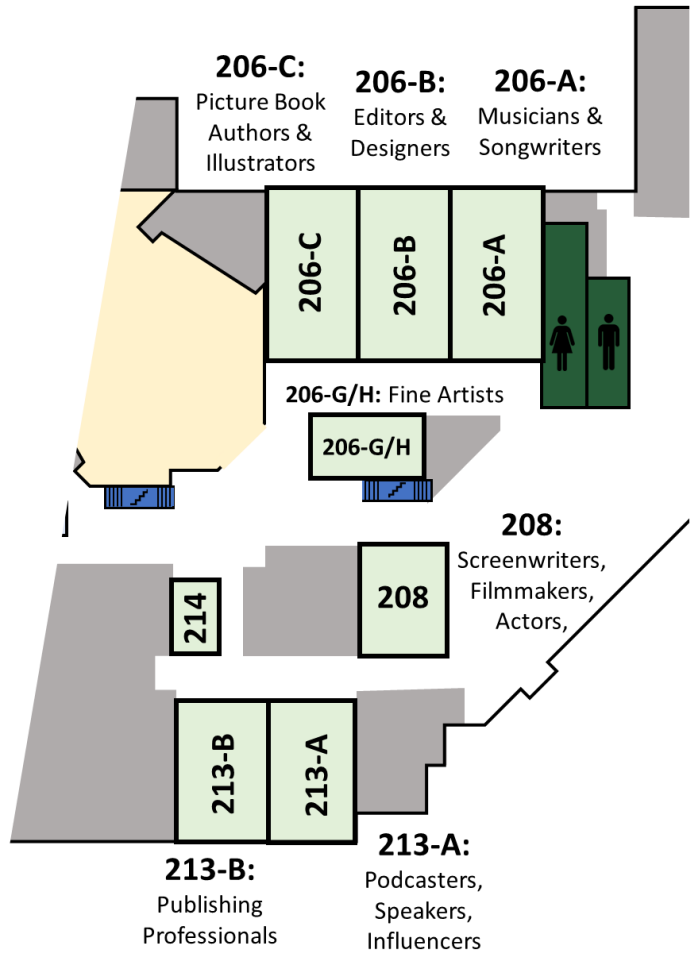 206-C:
Picture Book
Authors &
Illustrators
206-B:
Editors &
Designers
206-A:
Musicians &
Songwriters
206-C
206-B
206-A
206-G/H: Fine Artists
206-G/H
208:
Screenwriters,
Filmmakers,
Actors,
214
208
213-B
213-A
213-B:
Publishing
Professionals
213-A:
Podcasters,
Speakers,
Influencers